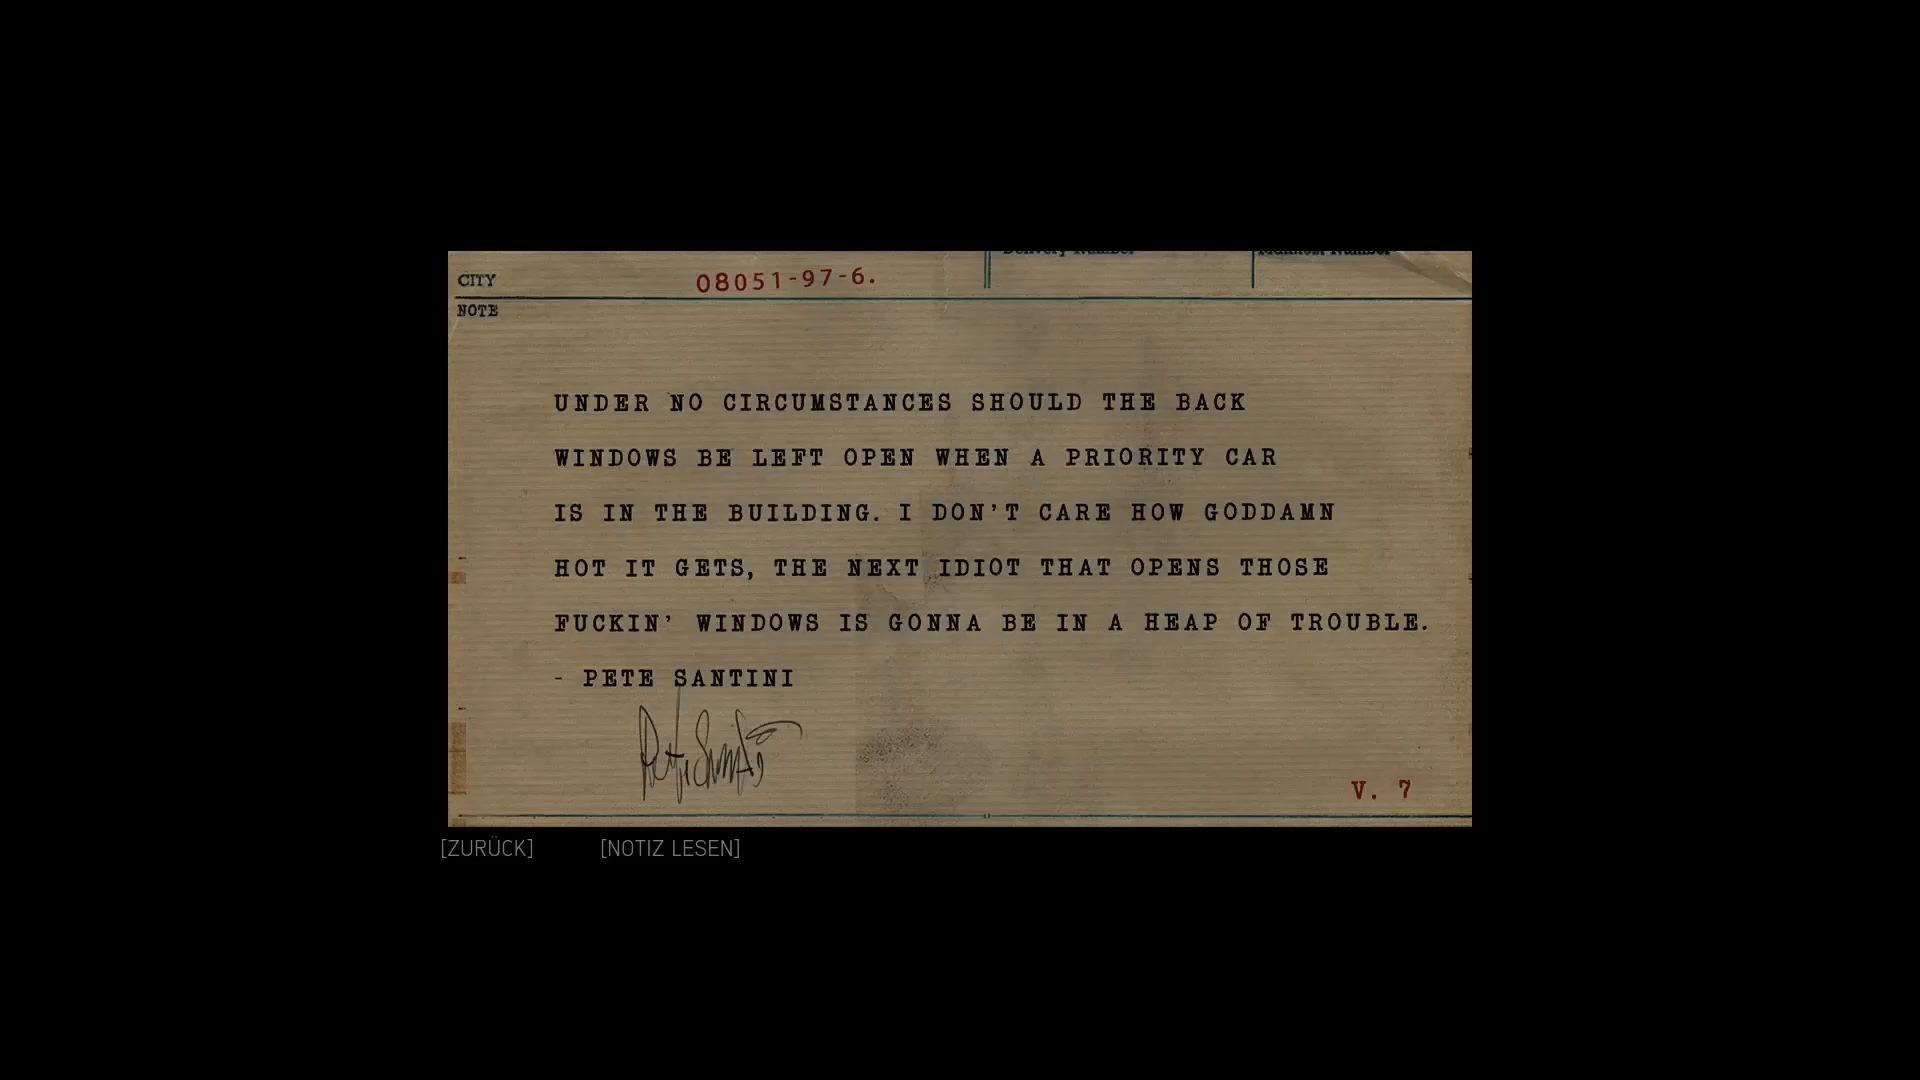 Delivery Number
CITY
08051-97-6.
NOTE
UNDER NO CIRCUMSTANCES SHOULD THE BACK
WINDOWS BE LEFT OPEN WHEN A PRIORITY CAR
IS IN THE BUILDING. I DON'T CARE HOW GODDAMN
HOT IT GETS, THE NEXT IDIOT THAT OPENS THOSE
FUCKIN' WINDOWS IS GONNA BE IN A HEAP OF TROUBLE.
- PETE SANTINI
V. 7
[ZURÜCK] [NOTIZ LESEN]